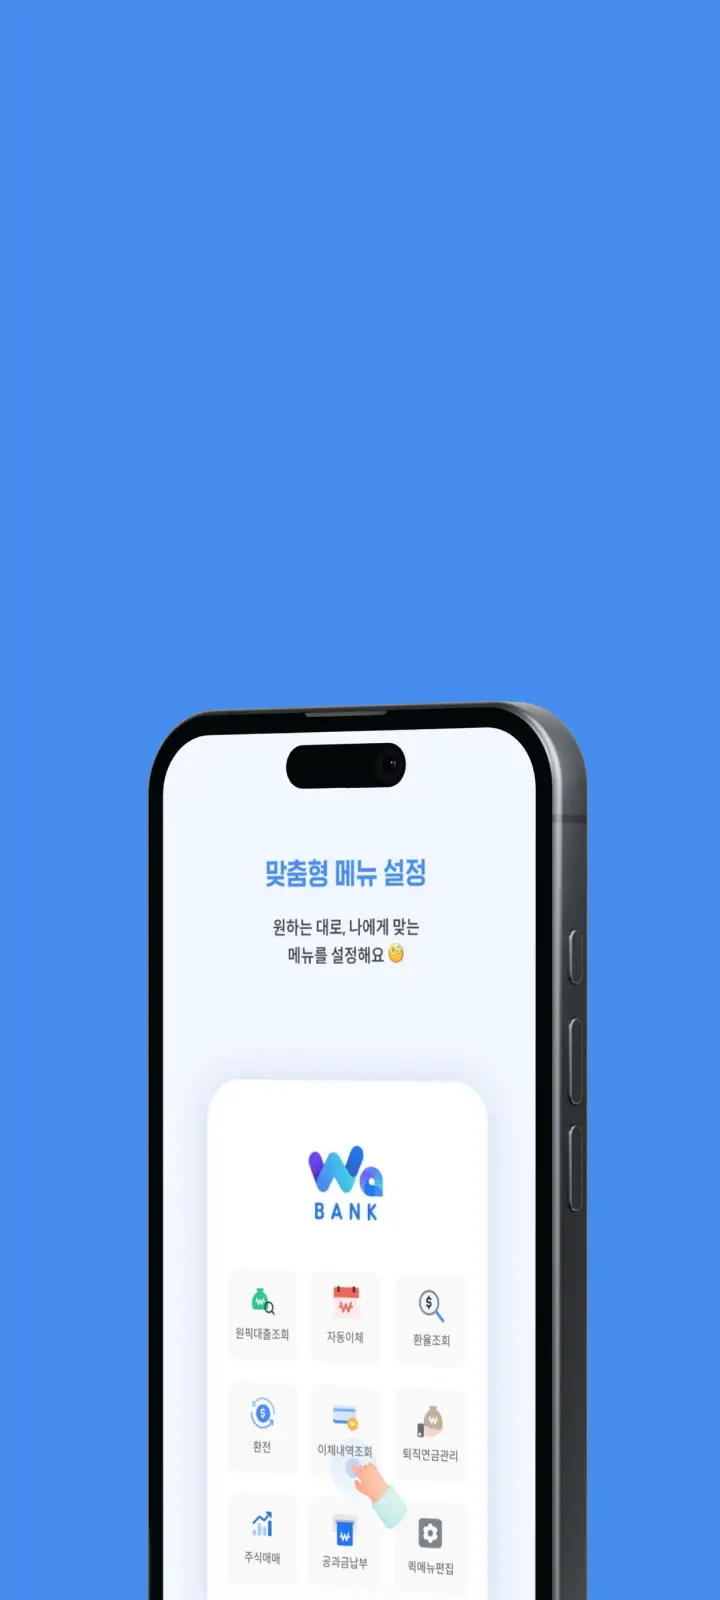 맞춤형 메뉴 설정
원하는 대로, 나에게 맞는
메뉴를 설정해요 🧐
Wa
BANK
원픽대출조회
자동이체
환율조회
환전
이체내역조회
퇴직연금관리
주식매매
공과금납부
퀵메뉴편집